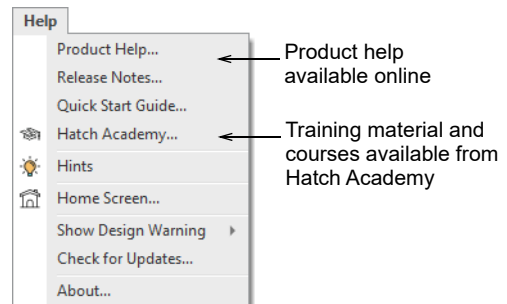 Help
Product Help...
Release Notes...
Quick Start Guide...
Hatch Academy...
Hints
Home Screen...
Show Design Warning
Check for Updates...
About...
Product help
available online
Training material and
courses available from
Hatch Academy